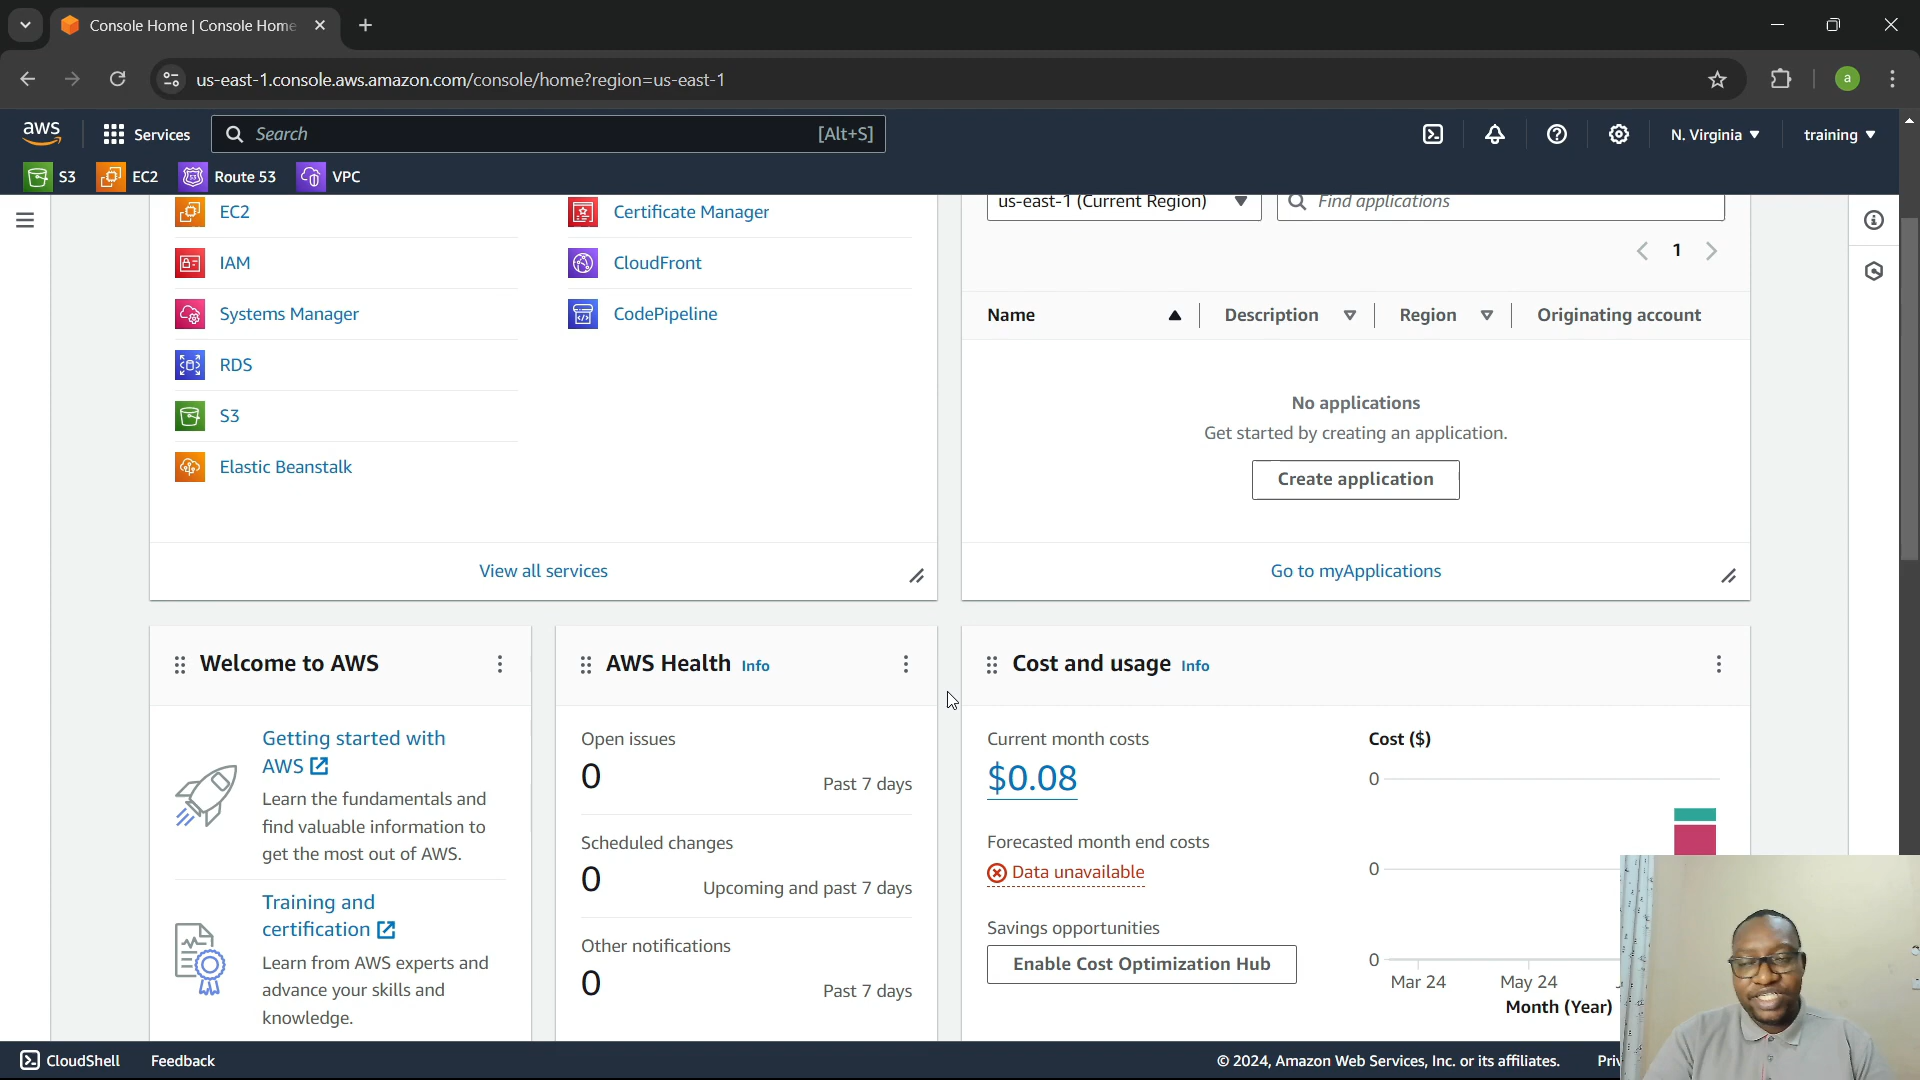 Console Home | Console Home
us-east-1.console.aws.amazon.com/console/home?region=us-east-1
a
aws
Services
Search
[Alt+S]
N. Virginia
training
S3
EC2
Route 53
VPC
EC2
IAM
Systems Manager
RDS
S3
Elastic Beanstalk
Certificate Manager
CloudFront
CodePipeline
View all services
us-east-1 (Current Region)
Find applications
1
Name
Description
Region
Originating account
No applications
Get started by creating an application.
Create application
Go to myApplications
Welcome to AWS
Getting started with
AWS
Learn the fundamentals and
find valuable information to
get the most out of AWS.
Training and
certification
Learn from AWS experts and
advance your skills and
knowledge.
AWS Health Info
Open issues
0
Past 7 days
Scheduled changes
0
Upcoming and past 7 days
Other notifications
0
Past 7 days
Cost and usage Info
Current month costs
$0.08
Forecasted month end costs
Data unavailable
Savings opportunities
Enable Cost Optimization Hub
Cost ($)
0
0
0
Mar 24
May 24
Month (Year)
CloudShell
Feedback
© 2024, Amazon Web Services, Inc. or its affiliates.